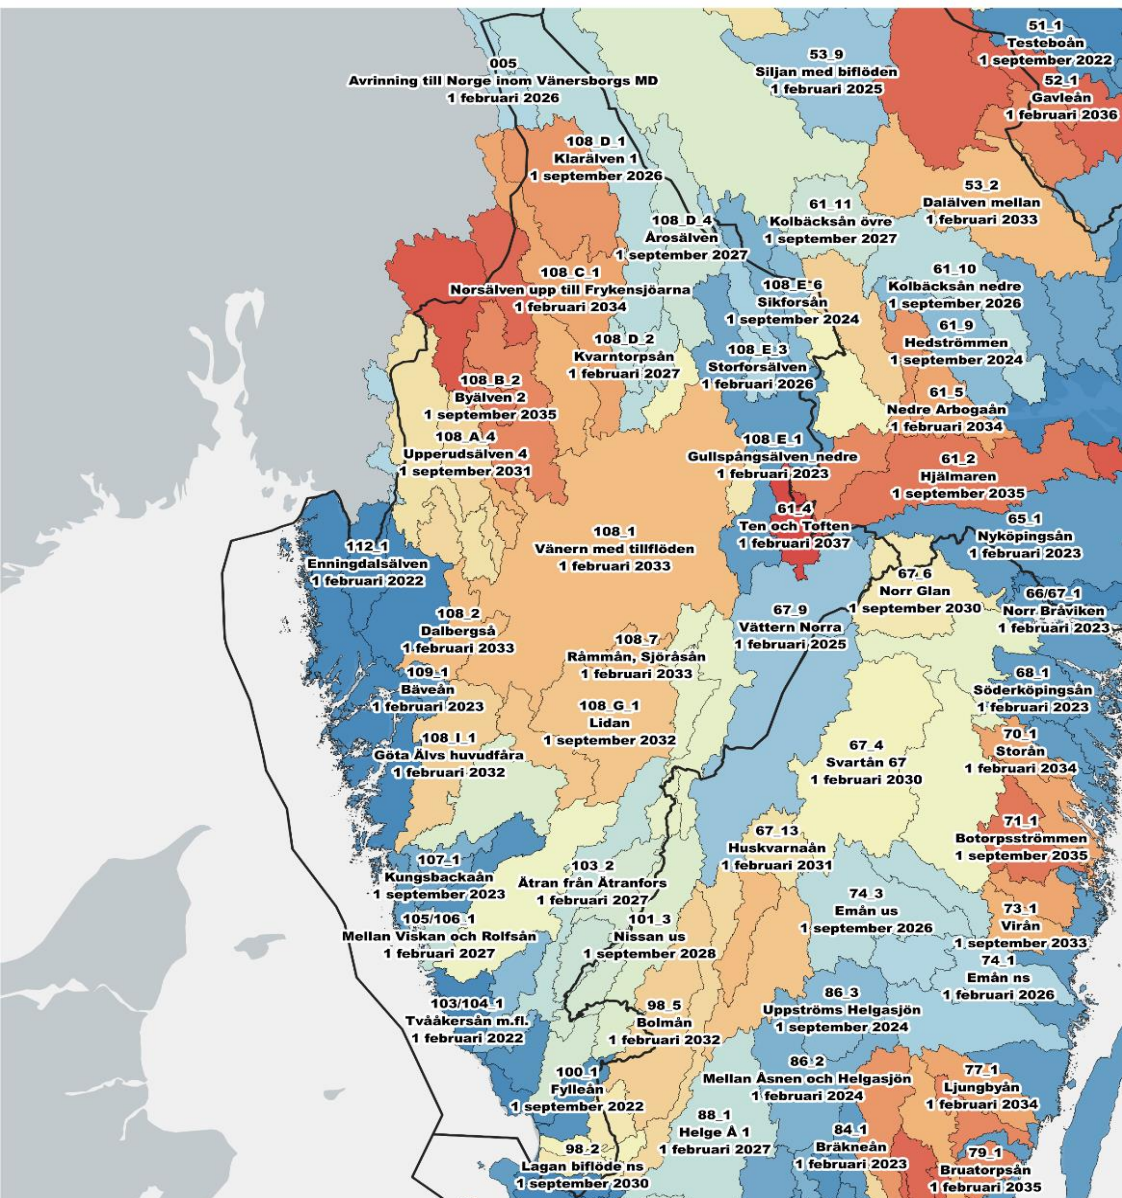 51_1
Testeboån
1 september 2022
53_9
Siljan med biflöden
1 februari 2025
005
Avrinning till Norge inom Vänersborgs MD
1 februari 2026
52_1
Gavleån
1 februari 2036
108_D_1
Klarälven 1
1 september 2026
53_2
Dalälven mellan
1 februari 2033
61_11
Kolbäcksån övre
1 september 2027
108_D_4
Årosälven
1 september 2027
108_C_1
Norsälven upp till Frykensjöarna
1 februari 2034
108_E_6
Sikforsån
1 september 2024
61_10
Kolbäcksån nedre
1 september 2026
61_9
Hedströmmen
1 september 2024
108_D_2
Kvarntorpsån
1 februari 2027
108_E_3
Storforsälven
1 februari 2026
108_B_2
Byälven 2
1 september 2035
61_5
Nedre Arbogaån
1 februari 2034
108_A_4
Upperudsälven 4
1 september 2031
108_E_1
Gullspångsälven_nedre
1 februari 2023
61_2
Hjälmaren
1 september 2035
61_4
Ten och Toften
1 februari 2037
65_1
Nyköpingsån
1 februari 2023
108_1
Vänern med tillflöden
1 februari 2033
112_1
Enningdalsälven
1 februari 2022
67_6
Norr Glan
1 september 2030
66/67_1
Norr Bråviken
1 februari 2023
108_2
Dalbergså
1 februari 2033
67_9
Vättern Norra
1 februari 2025
108_7
Råmmån, Sjöråsån
1 februari 2033
109_1
Bäveån
1 februari 2023
68_1
Söderköpingsån
1 februari 2023
108_G_1
Lidan
1 september 2032
108_I_1
Göta Älvs huvudfåra
1 februari 2032
67_4
Svartån 67
1 februari 2030
70_1
Storån
1 februari 2034
67_13
Huskvarnaån
1 februari 2031
71_1
Botorpsströmmen
1 september 2035
107_1
Kungsbackaån
1 september 2023
103_2
Ätran från Ätranfors
1 februari 2027
74_3
Emån us
1 september 2026
73_1
Virån
1 september 2033
105/106_1
Mellan Viskan och Rolfsån
1 februari 2027
101_3
Nissan us
1 september 2028
74_1
Emån ns
1 februari 2026
103/104_1
Tvååkersån m.fl.
1 februari 2022
98_5
Bolmån
1 februari 2032
86_3
Uppströms Helgasjön
1 september 2024
100_1
Fylleån
1 september 2022
86_2
Mellan Åsnen och Helgasjön
1 februari 2024
77_1
Ljungbyån
1 februari 2034
88_1
Helge Å 1
1 februari 2027
84_1
Bräkneån
1 februari 2023
98_2
Lagan biflöde ns
1 september 2030
79_1
Bruatorpsån
1 februari 2035